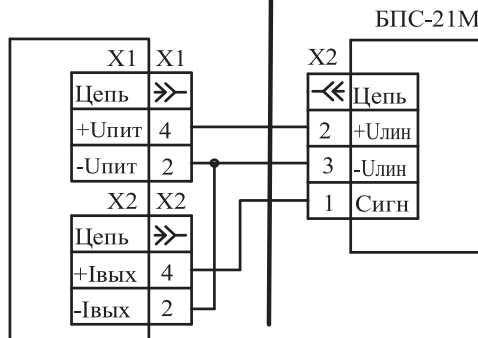 БПС-21М
X1 X1
Цепь
+Uпит 4
-Uпит 2
X2 X2
Цепь
+Iвых 4
-Iвых 2
X2
Цепь
2 +Uлин
3 -Uлин
1 Сигн